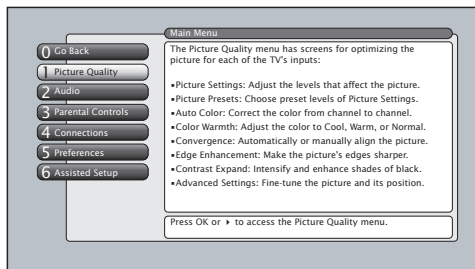 Main Menu
0 Go Back
1 Picture Quality
2 Audio
3 Parental Controls
4 Connections
5 Preferences
6 Assisted Setup
The Picture Quality menu has screens for optimizing the
picture for each of the TV's inputs:
▪Picture Settings: Adjust the levels that affect the picture.
▪Picture Presets: Choose preset levels of Picture Settings.
▪Auto Color: Correct the color from channel to channel.
▪Color Warmth: Adjust the color to Cool, Warm, or Normal.
▪Convergence: Automatically or manually align the picture.
▪Edge Enhancement: Make the picture's edges sharper.
▪Contrast Expand: Intensify and enhance shades of black.
▪Advanced Settings: Fine-tune the picture and its position.
Press OK or ▸ to access the Picture Quality menu.